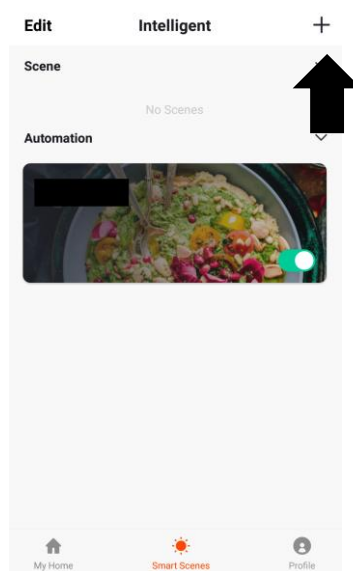 Edit Intelligent +
Scene
No Scenes
Automation
My Home Smart Scenes Profile